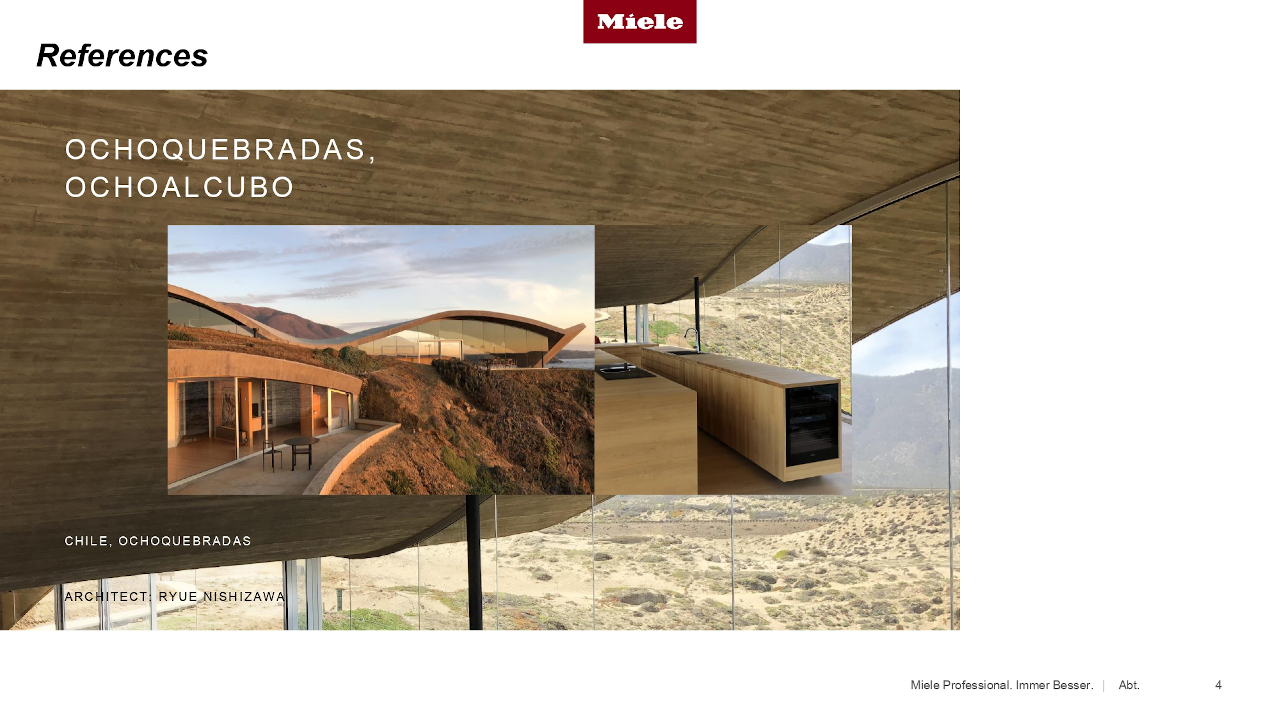 Miele
References
OCHOQUEBRADAS,
OCHOALCUBO
CHILE, OCHOQUEBRADAS
ARCHITECT: RYUE NISHIZAWA
Miele Professional. Immer Besser. | Abt. 4